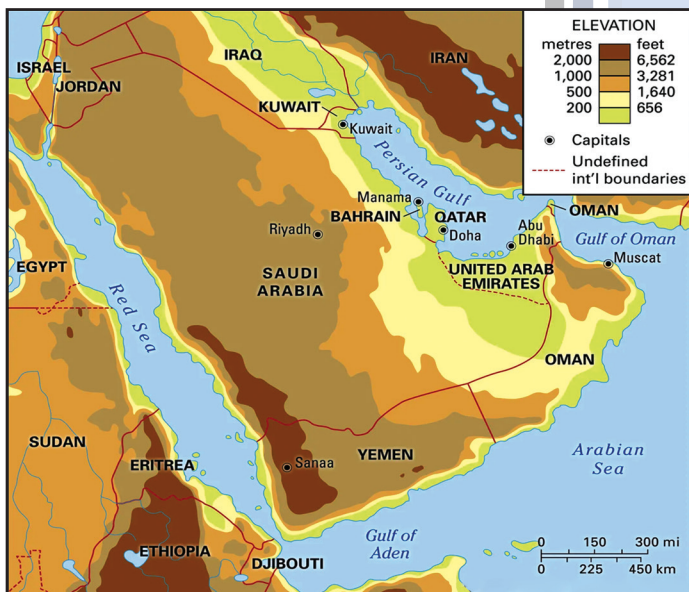 ELEVATION
metres feet
2,000 6,562
1,000 3,281
500 1,640
200 656
Capitals
Undefined
int'l boundaries
ISRAEL
JORDAN
IRAQ
IRAN
KUWAIT
Kuwait
Persian Gulf
Manama
BAHRAIN
QATAR
Doha
Abu
Dhabi
OMAN
Gulf of Oman
Muscat
Riyadh
SAUDI
ARABIA
UNITED ARAB
EMIRATES
EGYPT
Red Sea
OMAN
SUDAN
ERITREA
Sanaa
YEMEN
Arabian
Sea
ETHIOPIA
DJIBOUTI
Gulf of
Aden
0 150 300 mi
0 225 450 km